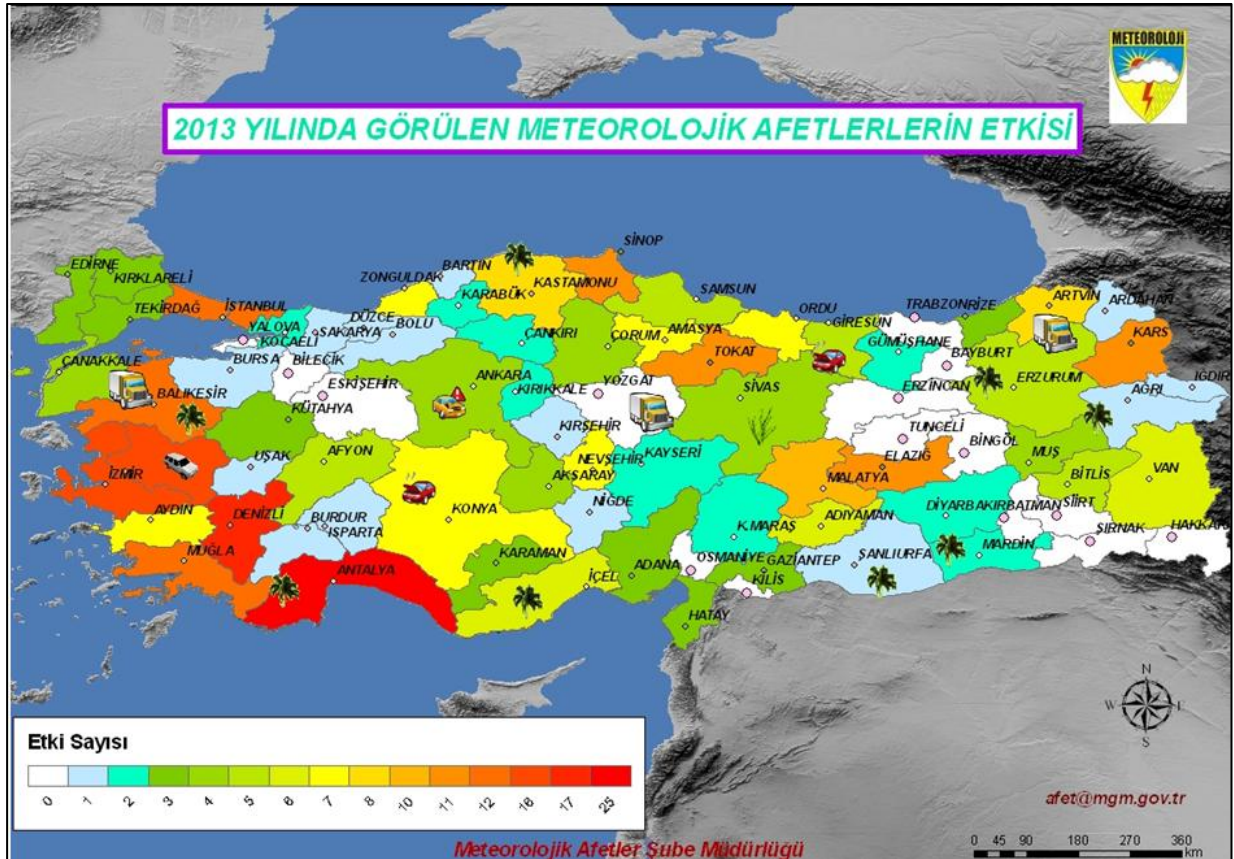 METEOROLOJİ
2013 YILINDA GÖRÜLEN METEOROLOJİK AFETLERLERİN ETKİSİ
SİNOP
EDİRNE
KIRKLARELİ
ZONGULDAK
BARTIN
KASTAMONU
TEKİRDAĞ
İSTANBUL
KARABÜK
SAMSUN
ORDU
TRABZON
RİZE
ARTVİN
ARDAHAN
DÜZCE
YALOVA
SAKARYA
BOLU
KOCAELİ
ÇANKIRI
ÇORUM
AMASYA
GİRESUN
GÜMÜŞHANE
KARS
ÇANAKKALE
BURSA
BİLECİK
TOKAT
BAYBURT
ESKİŞEHİR
ANKARA
KIRIKKALE
YOZGAT
SİVAS
ERZİNCAN
ERZURUM
IĞDIR
AĞRI
BALIKESİR
KÜTAHYA
KIRŞEHİR
TUNCELİ
BİNGÖL
UŞAK
AFYON
NEVŞEHİR
KAYSERİ
ELAZIĞ
MUŞ
BİTLİS
VAN
İZMİR
AKSARAY
MALATYA
AYDIN
DENİZLİ
BURDUR
ISPARTA
KONYA
NİĞDE
DİYARBAKIR
BATMAN
SİİRT
ADIYAMAN
K.MARAŞ
ŞIRNAK
HAKKARİ
MUĞLA
ANTALYA
KARAMAN
İÇEL
ADANA
OSMANİYE
GAZİANTEP
KİLİS
ŞANLIURFA
MARDİN
HATAY
N
W E
S
Etki Sayısı
0 1 2 3 4 5 6 7 8 10 11 12 16 17 25
afet@mgm.gov.tr
Meteorolojik Afetler Şube Müdürlüğü
0 45 90 180 270 360
km